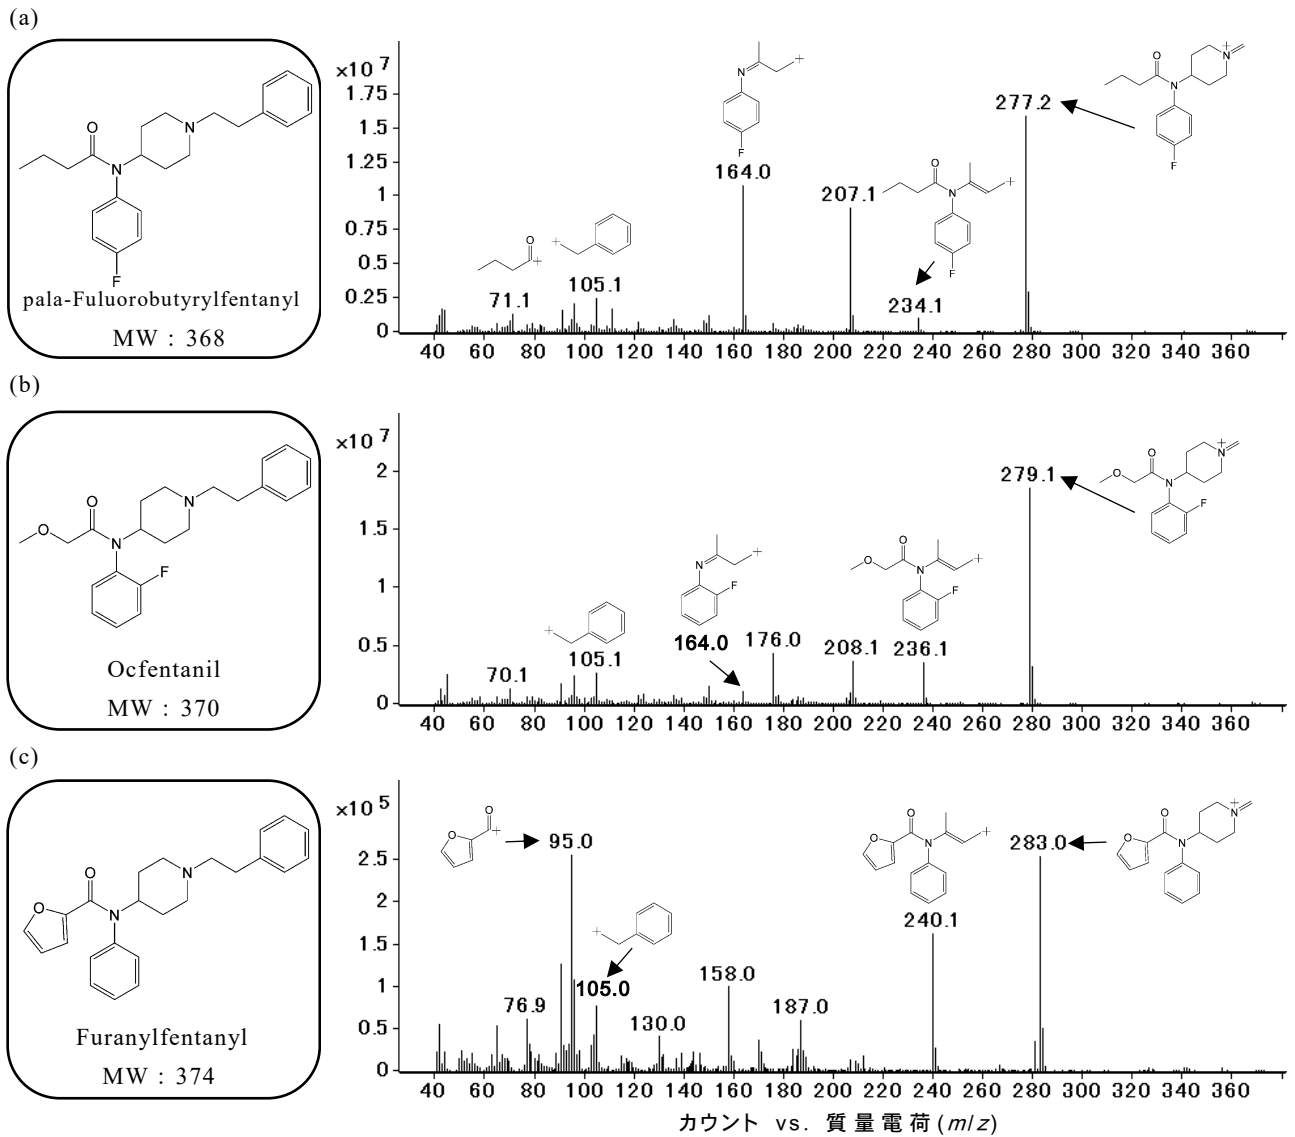 (a)
pala-Fuluorobutyrylfentanyl
MW : 368
O
N
N
F
×10 7
1.75
1.5
1.25
1
0.75
0.5
0.25
0
O
+
+
71.1
105.1
N
+
F
164.0
207.1
O
N
+
F
234.1
277.2
O
N
N
+
F
40 60 80 100 120 140 160 180 200 220 240 260 280 300 320 340 360
(b)
O
O
N
N
F
Ocfentanil
MW : 370
×10 7
2
1.5
1
0.5
0
70.1
+
105.1
N
+
F
164.0
176.0
208.1
O
O
N
+
F
236.1
279.1
O
O
N
N
+
F
40 60 80 100 120 140 160 180 200 220 240 260 280 300 320 340 360
(c)
O
O
N
N
Furanylfentanyl
MW : 374
×10 5
2.5
2
1.5
1
0.5
0
O
O
+
95.0
+
105.0
76.9
130.0
158.0
187.0
O
O
N
+
240.1
283.0
O
O
N
N
+
40 60 80 100 120 140 160 180 200 220 240 260 280 300 320 340 360
カウント vs. 質量電荷(m/z)